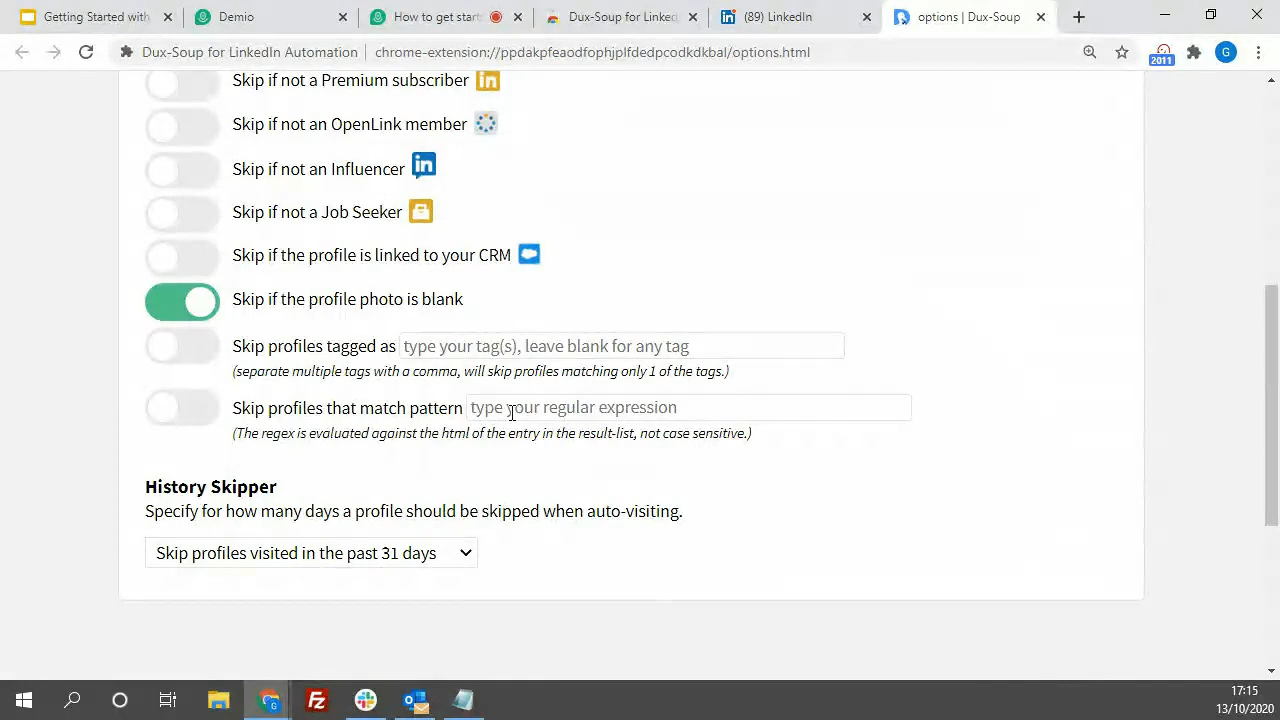 Getting Started with
Demio
How to get start
Dux-Soup for Linked
(89) LinkedIn
options | Dux-Soup
Dux-Soup for LinkedIn Automation
chrome-extension://ppdakpfeaodfophjplfdedpcodkdkbal/options.html
2011
G
Skip if not a Premium subscriber in
Skip if not an OpenLink member
Skip if not an Influencer in
Skip if not a Job Seeker
Skip if the profile is linked to your CRM
Skip if the profile photo is blank
Skip profiles tagged as type your tag(s), leave blank for any tag
(separate multiple tags with a comma, will skip profiles matching only 1 of the tags.)
Skip profiles that match pattern type your regular expression
(The regex is evaluated against the html of the entry in the result-list, not case sensitive.)
History Skipper
Specify for how many days a profile should be skipped when auto-visiting.
Skip profiles visited in the past 31 days
17:15
13/10/2020